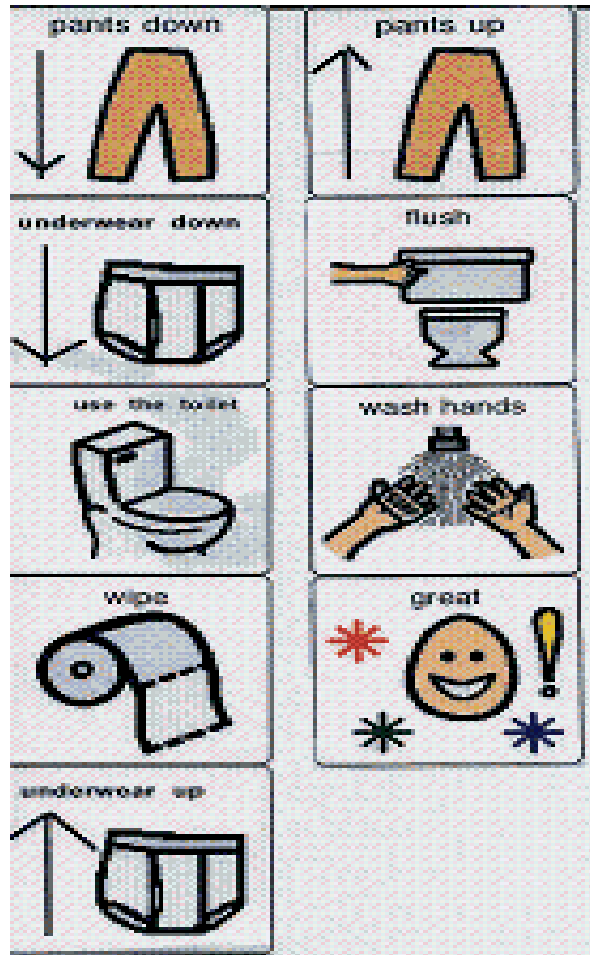 pants down
underwear down
use the toilet
wipe
underwear up
pants up
flush
wash hands
great